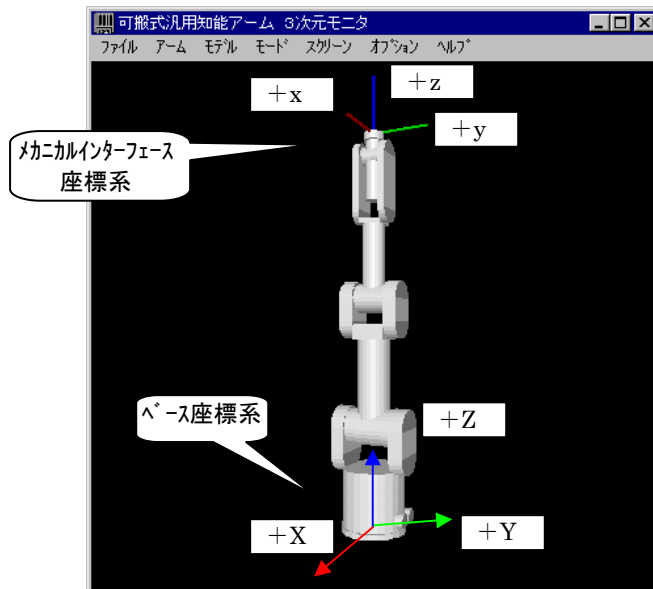 可搬式汎用知能アーム 3次元モニタ
ファイル アーム モデル モード スクリーン オプション ヘルプ
+z
+x
+y
メカニカルインターフェース
座標系
ベース座標系
+Z
+X
+Y